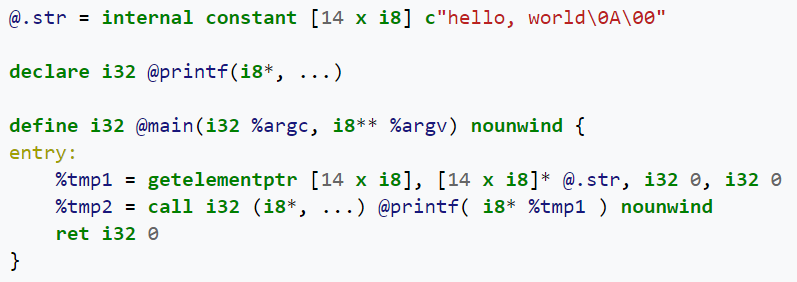 @.str = internal constant [14 x i8] c"hello, world\0A\00"
declare i32 @printf(i8*, ...)
define i32 @main(i32 %argc, i8** %argv) nounwind {
entry:
%tmp1 = getelementptr [14 x i8], [14 x i8]* @.str, i32 0, i32 0
%tmp2 = call i32 (i8*, ...) @printf( i8* %tmp1 ) nounwind
ret i32 0
}